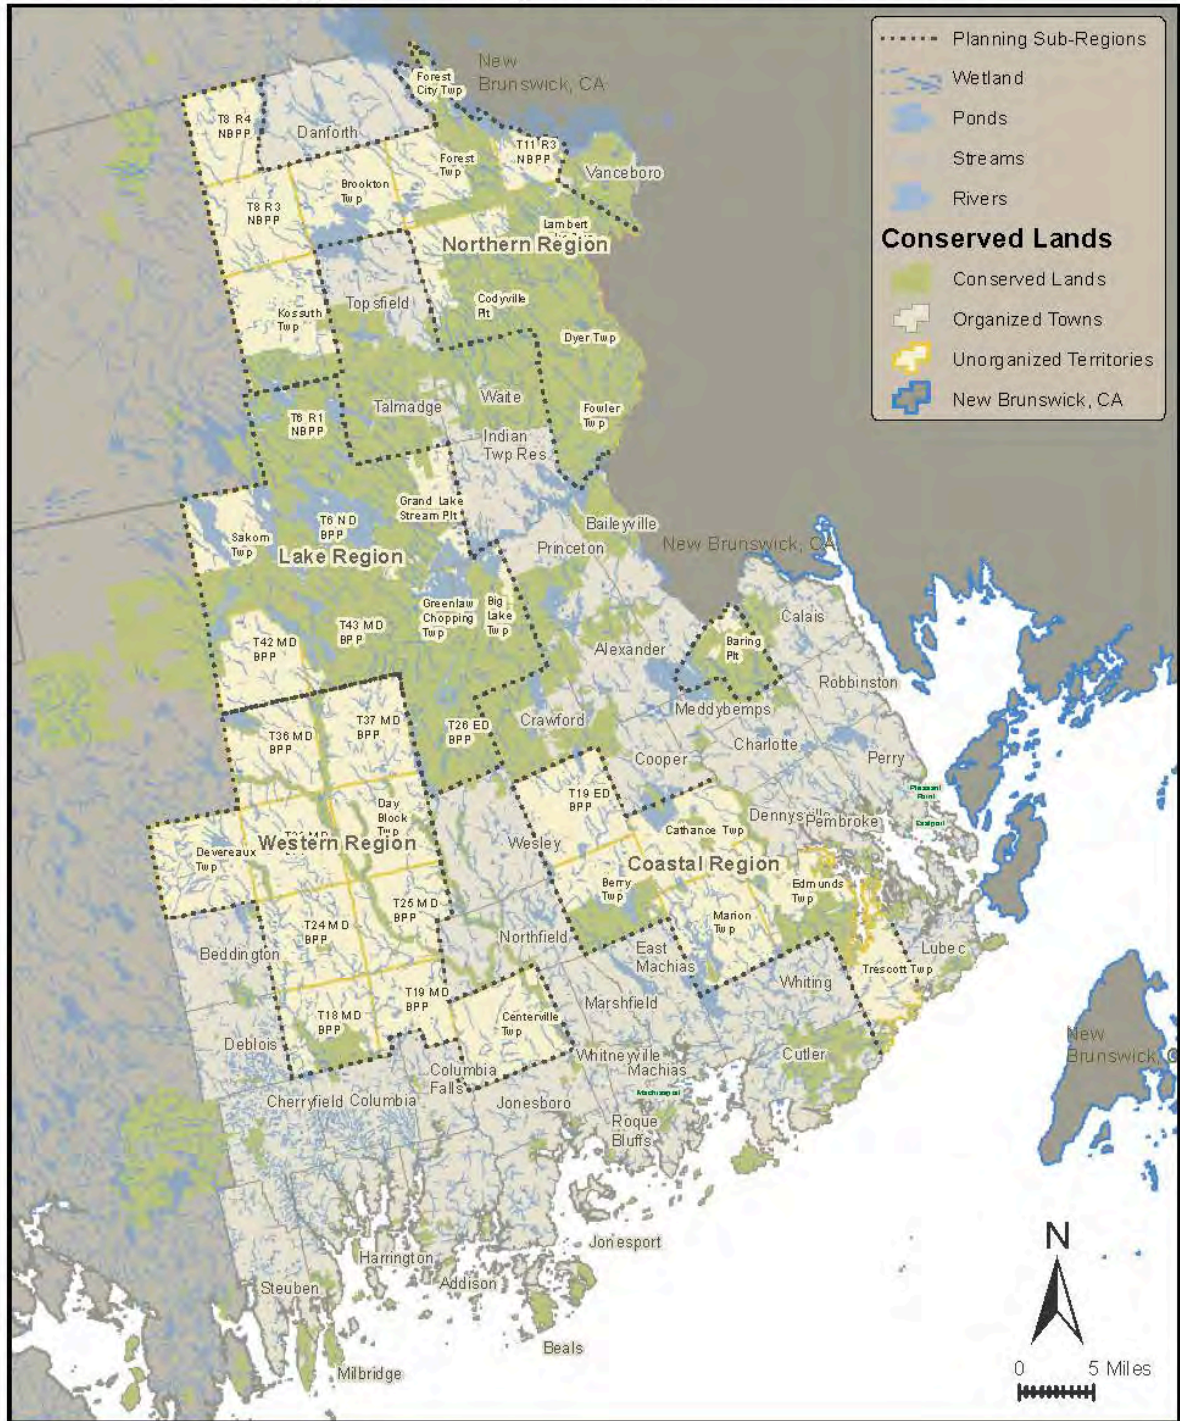 New
Brunswick, CA
Planning Sub-Regions
Wetland
Ponds
Streams
Rivers
Conserved Lands
Conserved Lands
Organized Towns
Unorganized Territories
New Brunswick, CA
Forest
City Twp
T8 R4
NBPP
Danforth
T11 R3
NBPP
Forest
Twp
Vanceboro
Brookton
Twp
T8 R3
NBPP
Lambert
Northern Region
Topsfield
Codyville
Plt
Kossuth
Twp
Dyer Twp
Talmadge
Waite
Fowler
Twp
T6 R1
NBPP
Indian
Twp Res
Grand Lake
Stream Plt
T6 ND
BPP
Sakom
Twp
Baileyville
Princeton
New Brunswick, CA
Lake Region
Greenlaw
Chopping
Twp
Big
Lake
Twp
Calais
T43 MD
BPP
T42 MD
BPP
Baring
Plt
Alexander
Robbinston
T37 MD
BPP
T36 MD
BPP
T26 ED
BPP
Crawford
Meddybemps
Charlotte
Cooper
Perry
T19 ED
BPP
Pleasant
Point
Day
Block
Twp
Dennysville
Pembroke
Eastport
Cathance Twp
Western Region
Wesley
Devereaux
Twp
Coastal Region
Berry
Twp
Edmunds
Twp
T25 MD
BPP
T24 MD
BPP
Marion
Twp
Northfield
East
Machias
Lubec
Beddington
Trescott Twp
Whiting
T19 MD
BPP
Marshfield
T18 MD
BPP
Centerville
Twp
Deblois
Whitneyville
Machias
Cutler
New
Brunswick, C
Columbia
Falls
Machiasport
Cherryfield
Columbia
Jonesboro
Roque
Bluffs
Jonesport
Harrington
Addison
Steuben
Beals
Milbridge
N
0 5 Miles